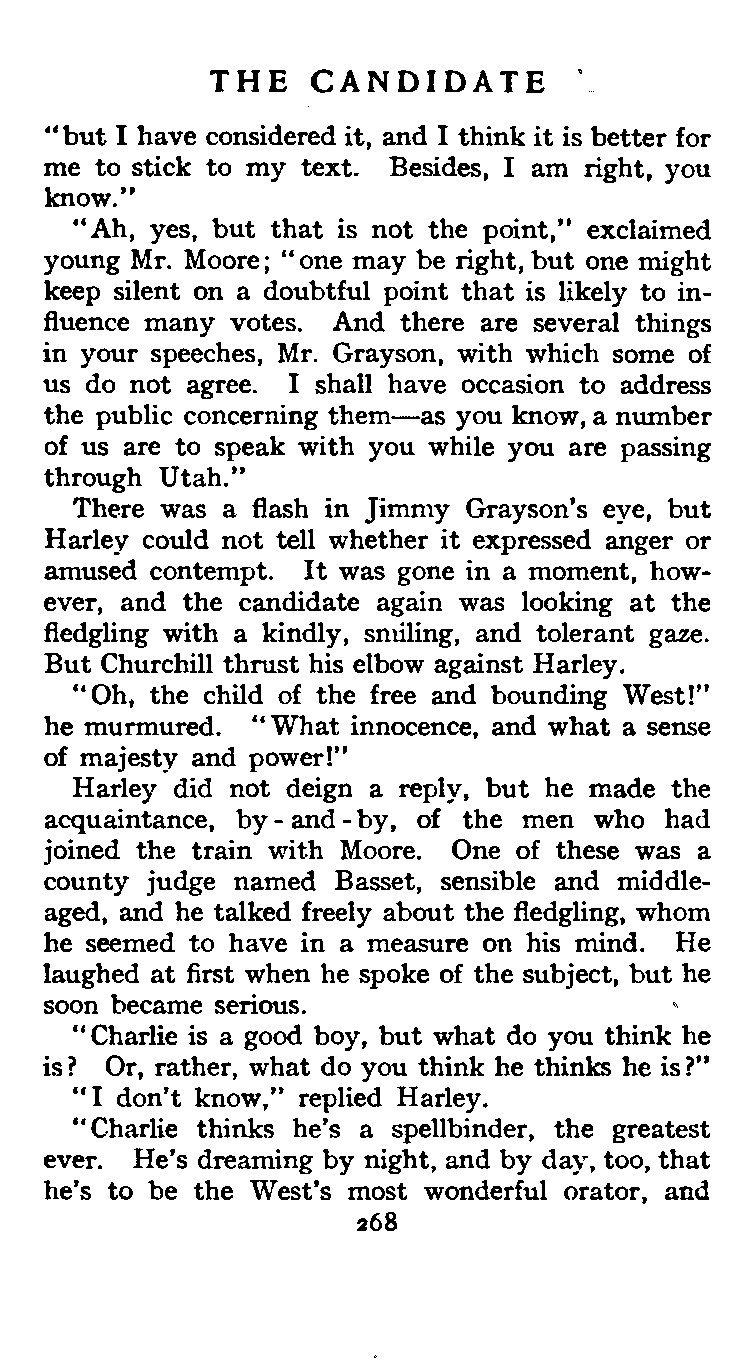 THE CANDIDATE
“but I have considered it, and I think it is better for
me to stick to my text. Besides, I am right, you
know.”
“Ah, yes, but that is not the point,” exclaimed
young Mr. Moore; “one may be right, but one might
keep silent on a doubtful point that is likely to in-
fluence many votes. And there are several things
in your speeches, Mr. Grayson, with which some of
us do not agree. I shall have occasion to address
the public concerning them—as you know, a number
of us are to speak with you while you are passing
through Utah.”
There was a flash in Jimmy Grayson’s eye, but
Harley could not tell whether it expressed anger or
amused contempt. It was gone in a moment, how-
ever, and the candidate again was looking at the
fledgling with a kindly, smiling, and tolerant gaze.
But Churchill thrust his elbow against Harley.
“Oh, the child of the free and bounding West!”
he murmured. “What innocence, and what a sense
of majesty and power!”
Harley did not deign a reply, but he made the
acquaintance, by-and-by, of the men who had
joined the train with Moore. One of these was a
county judge named Basset, sensible and middle-
aged, and he talked freely about the fledgling, whom
he seemed to have in a measure on his mind. He
laughed at first when he spoke of the subject, but he
soon became serious.
“Charlie is a good boy, but what do you think he
is? Or, rather, what do you think he thinks he is?”
“I don’t know,” replied Harley.
“Charlie thinks he’s a spellbinder, the greatest
ever. He’s dreaming by night, and by day, too, that
he’s to be the West’s most wonderful orator, and
268